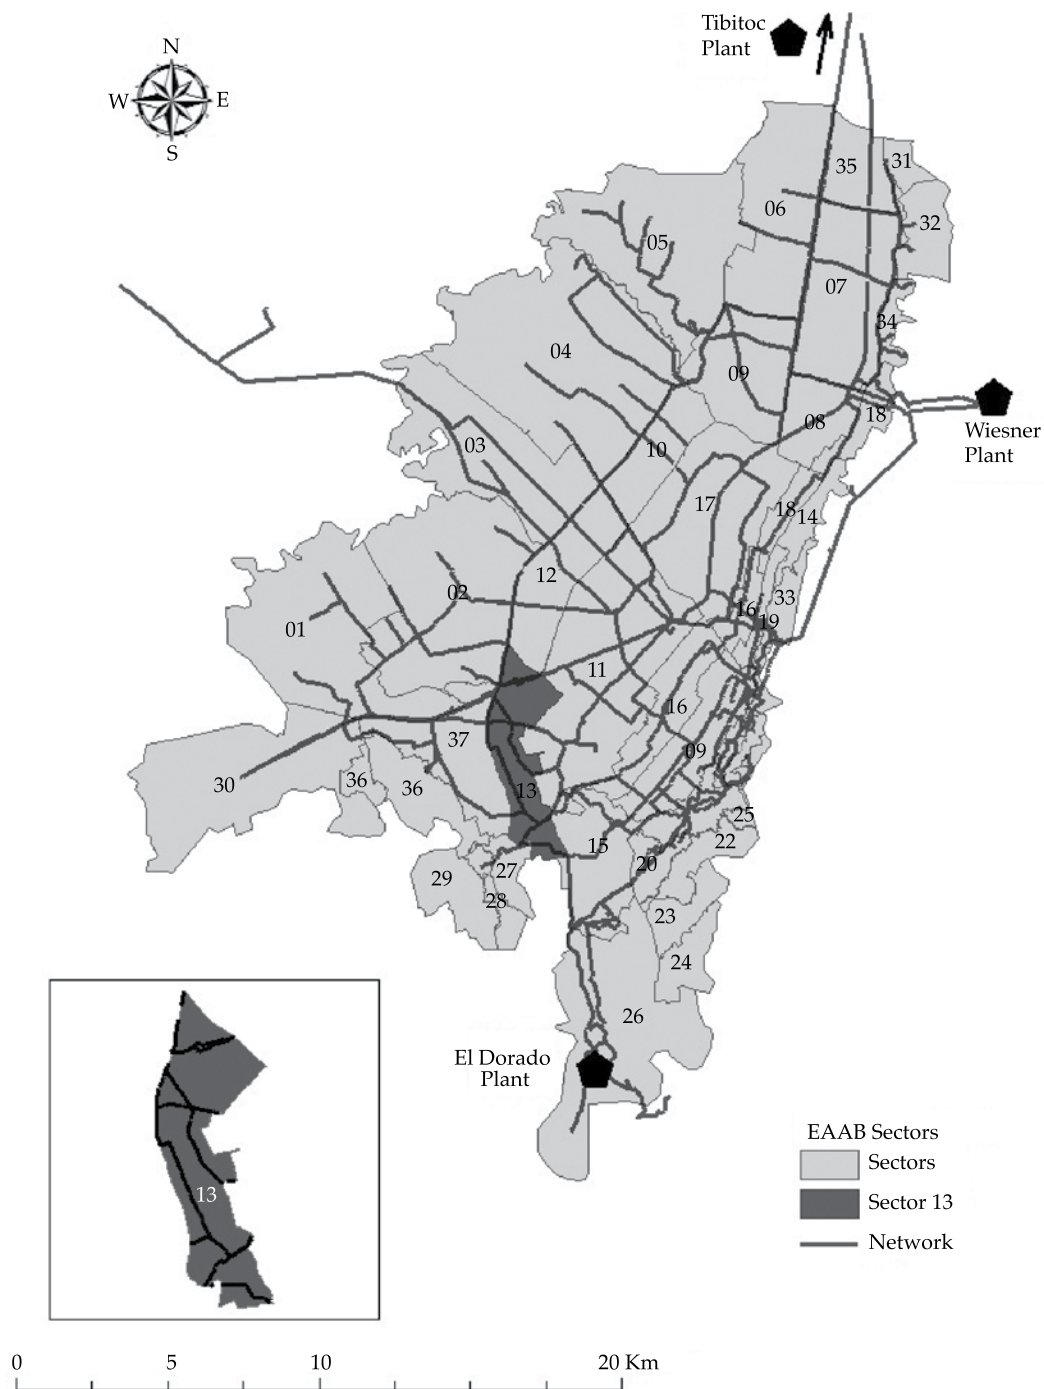 Tibitoc
Plant
N
W
E
S
35
31
06
32
05
07
34
04
09
18
08
Wiesner
Plant
03
10
17
18
14
12
02
33
16
19
01
11
16
37
09
30
36
36
13
25
15
22
20
27
29
28
23
24
26
El Dorado
Plant
EAAB Sectors
Sectors
13
Sector 13
Network
0 5 10 20 Km